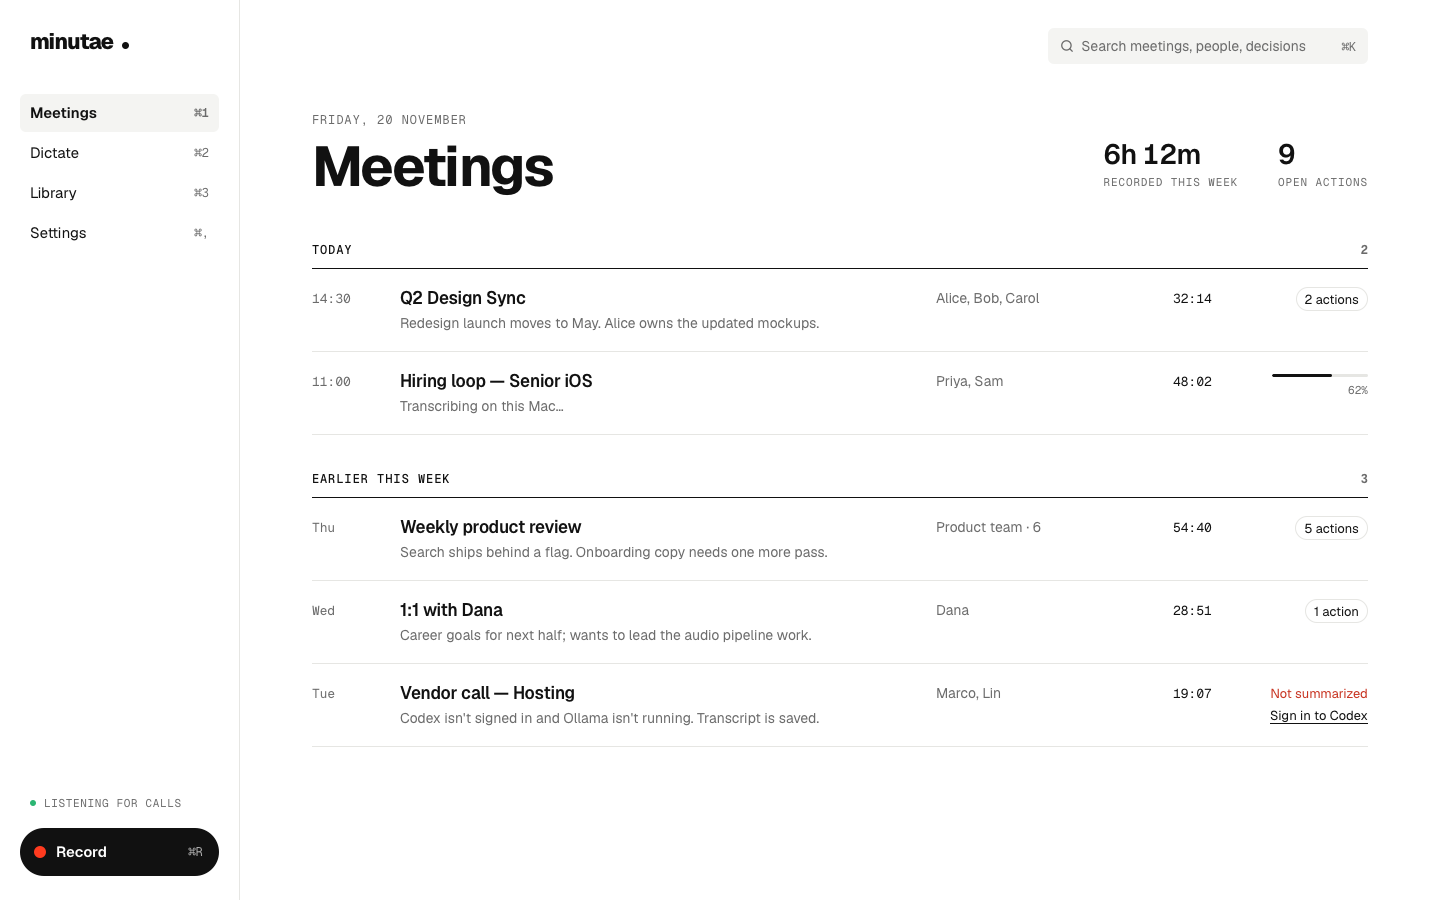 minutae
Meetings ⌘1
Dictate ⌘2
Library ⌘3
Settings ⌘,
LISTENING FOR CALLS
Record ⌘R
Search meetings, people, decisions ⌘K
FRIDAY, 20 NOVEMBER
Meetings
6h 12m
RECORDED THIS WEEK
9
OPEN ACTIONS
TODAY 2
14:30 Q2 Design Sync Alice, Bob, Carol 32:14 2 actions
Redesign launch moves to May. Alice owns the updated mockups.
11:00 Hiring loop — Senior iOS Priya, Sam 48:02
62%
Transcribing on this Mac…
EARLIER THIS WEEK 3
Thu Weekly product review Product team · 6 54:40 5 actions
Search ships behind a flag. Onboarding copy needs one more pass.
Wed 1:1 with Dana Dana 28:51 1 action
Career goals for next half; wants to lead the audio pipeline work.
Tue Vendor call — Hosting Marco, Lin 19:07 Not summarized
Codex isn't signed in and Ollama isn't running. Transcript is saved. Sign in to Codex